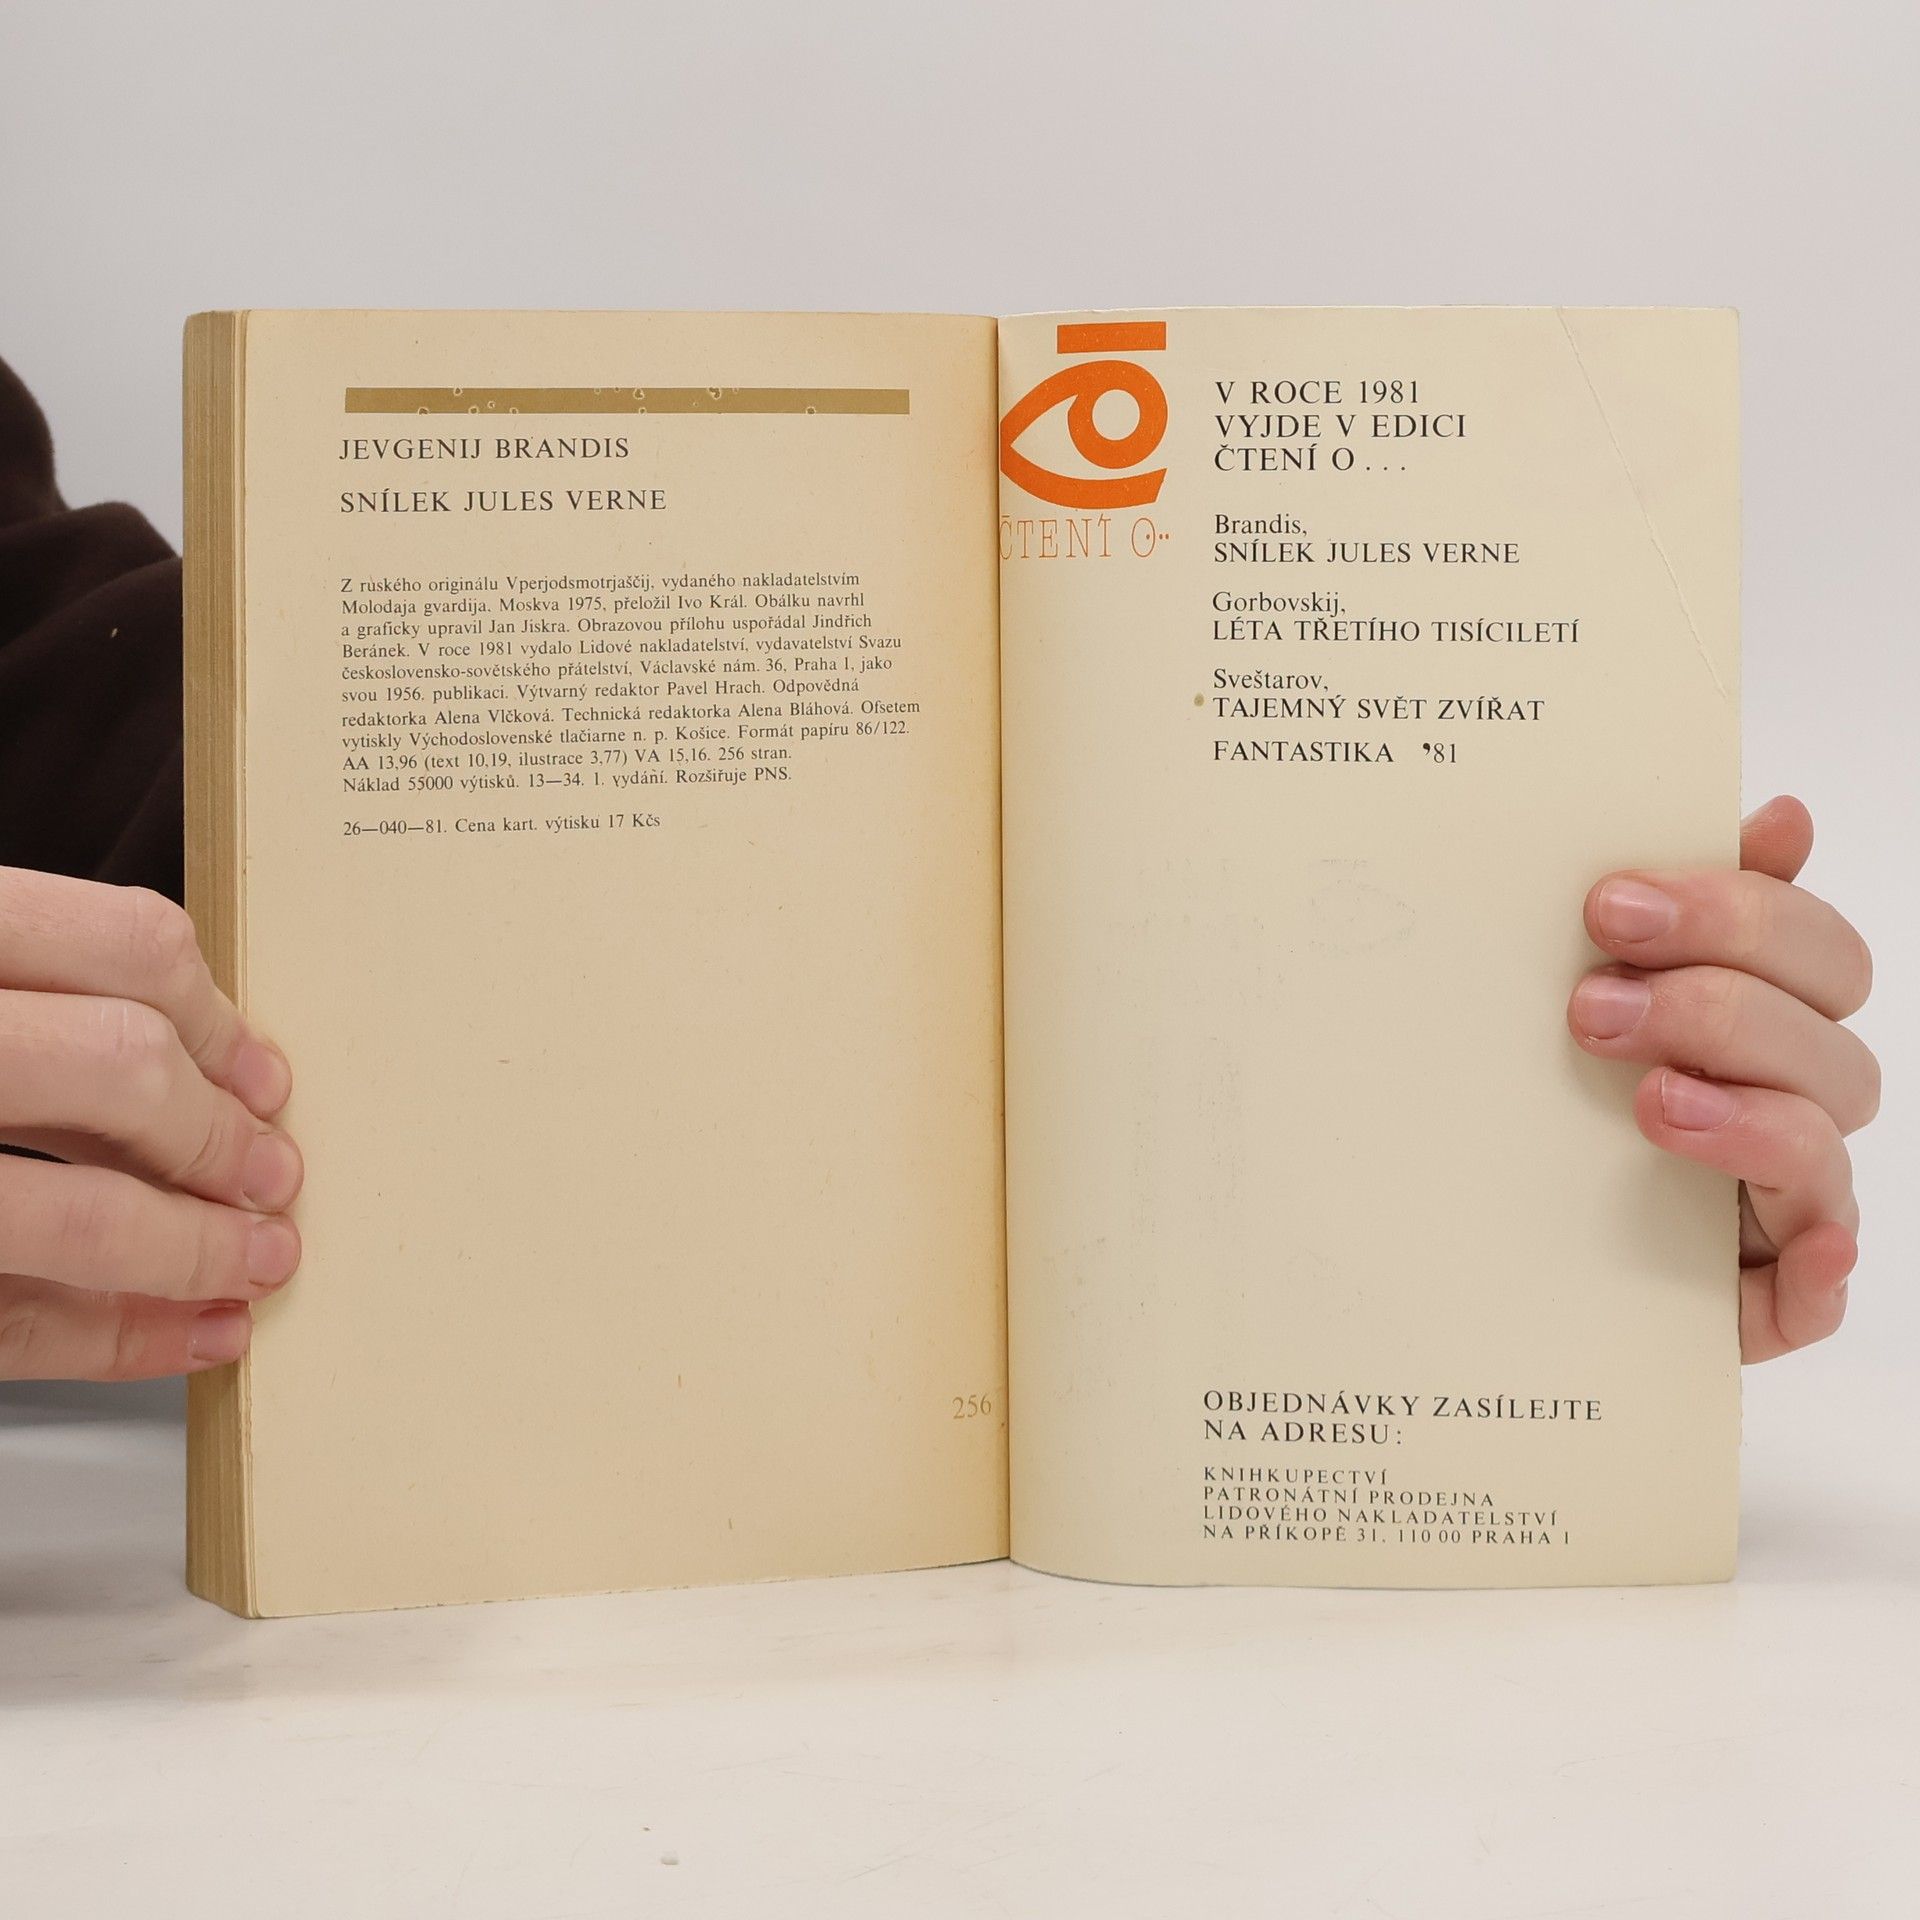 JEVGENIJ BRANDIS
SNÍLEK JULES VERNE
Z ruského originálu Vperjodsmotrjaščij, vydaného nakladatelstvím
Molodaja gvardija, Moskva 1975, přeložil Ivo Král. Obálku navrhl
a graficky upravil Jan Jiskra. Obrazovou přílohu uspořádal Jindřich
Beránek. V roce 1981 vydalo Lidové nakladatelství, vydavatelství Svazu
československo-sovětského přátelství, Václavské nám. 36, Praha 1, jako
svou 1956. publikaci. Výtvarný redaktor Pavel Hrach. Odpovědná
redaktorka Alena Vlčková. Technická redaktorka Alena Bláhová. Ofsetem
vytiskly Východoslovenské tlačiarne n. p. Košice. Formát papíru 86/122.
AA 13,96 (text 10,19, ilustrace 3,77) VA 15,16. 256 stran.
Náklad 55000 výtisků. 13—34. 1. vydání. Rozšiřuje PNS.
26—040—81. Cena kart. výtisku 17 Kčs
256
ČTENÍ O..
V ROCE 1981
VYJDE V EDICI
ČTENÍ O...
Brandis,
SNÍLEK JULES VERNE
Gorbovskij,
LÉTA TŘETÍHO TISÍCILETÍ
Sveštarov,
TAJEMNÝ SVĚT ZVÍŘAT
FANTASTIKA ’81
OBJEDNÁVKY ZASÍLEJTE
NA ADRESU:
KNIHKUPECTVÍ
PATRONÁTNÍ PRODEJNA
LIDOVÉHO NAKLADATELSTVÍ
NA PŘÍKOPĚ 31, 110 00 PRAHA 1